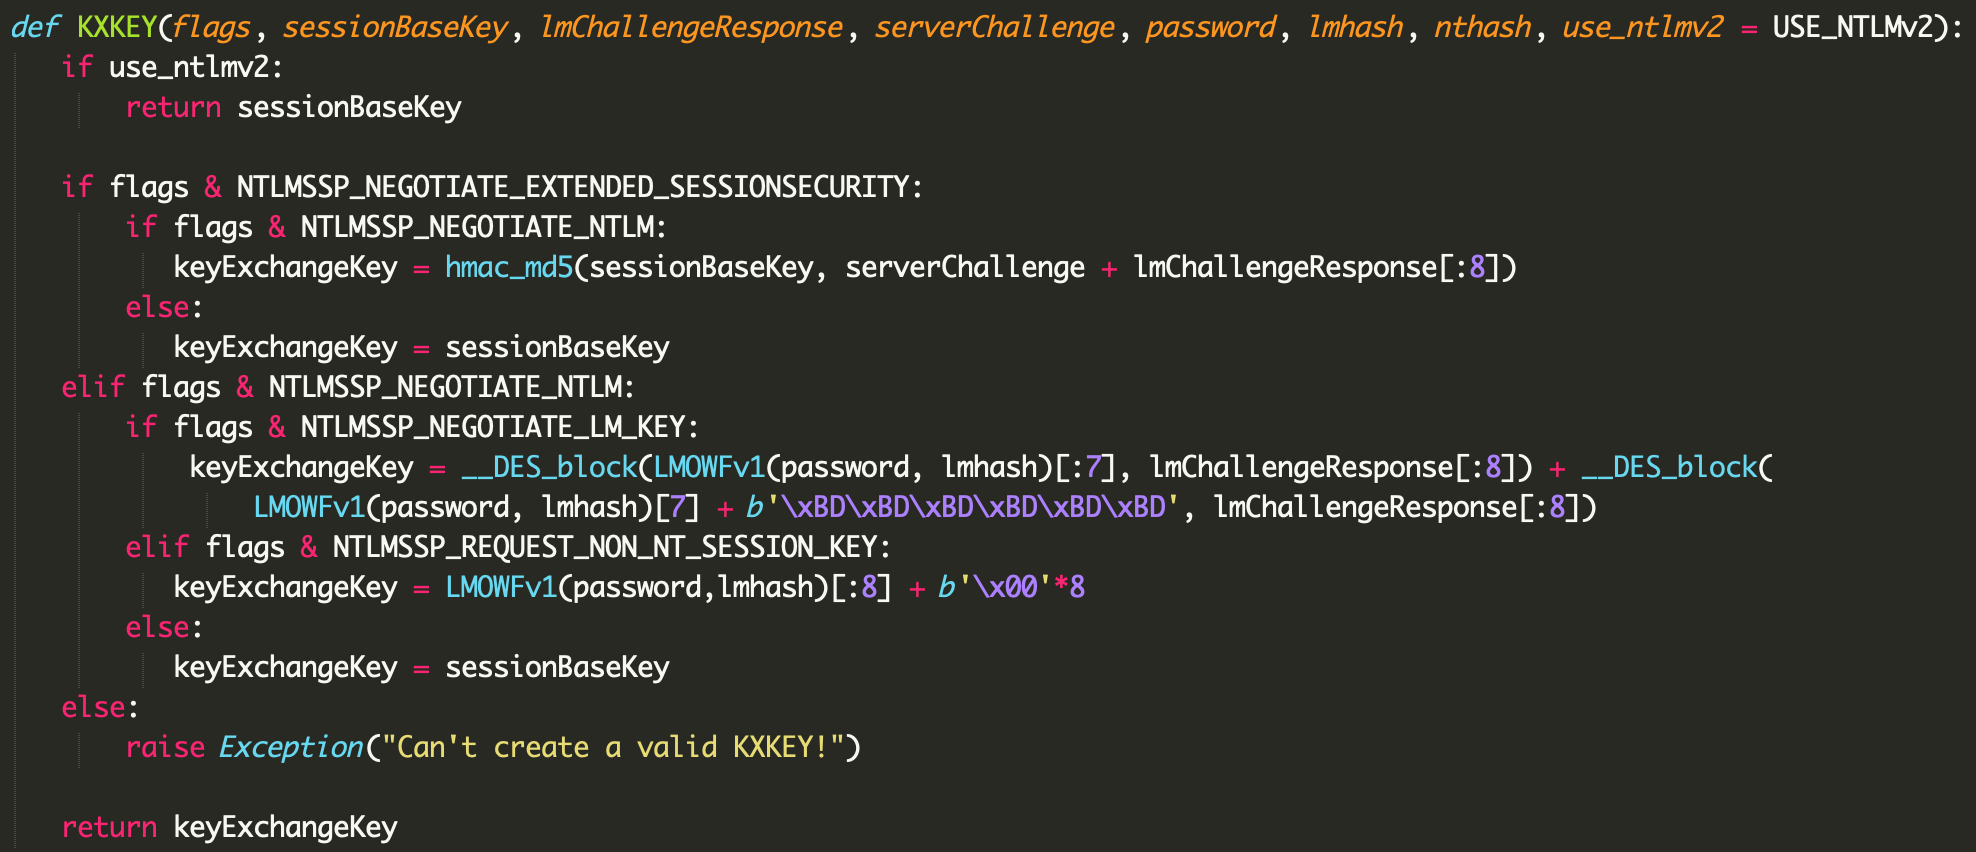 def KXKEY(flags, sessionBaseKey, lmChallengeResponse, serverChallenge, password, lmhash, nthash, use_ntlmv2 = USE_NTLMv2):
if use_ntlmv2:
return sessionBaseKey
if flags & NTLMSSP_NEGOTIATE_EXTENDED_SESSIONSECURITY:
if flags & NTLMSSP_NEGOTIATE_NTLM:
keyExchangeKey = hmac_md5(sessionBaseKey, serverChallenge + lmChallengeResponse[:8])
else:
keyExchangeKey = sessionBaseKey
elif flags & NTLMSSP_NEGOTIATE_NTLM:
if flags & NTLMSSP_NEGOTIATE_LM_KEY:
keyExchangeKey = __DES_block(LMOWFv1(password, lmhash)[:7], lmChallengeResponse[:8]) + __DES_block(
LMOWFv1(password, lmhash)[7] + b'\xBD\xBD\xBD\xBD\xBD\xBD', lmChallengeResponse[:8])
elif flags & NTLMSSP_REQUEST_NON_NT_SESSION_KEY:
keyExchangeKey = LMOWFv1(password,lmhash)[:8] + b'\x00'*8
else:
keyExchangeKey = sessionBaseKey
else:
raise Exception("Can't create a valid KXKEY!")
return keyExchangeKey